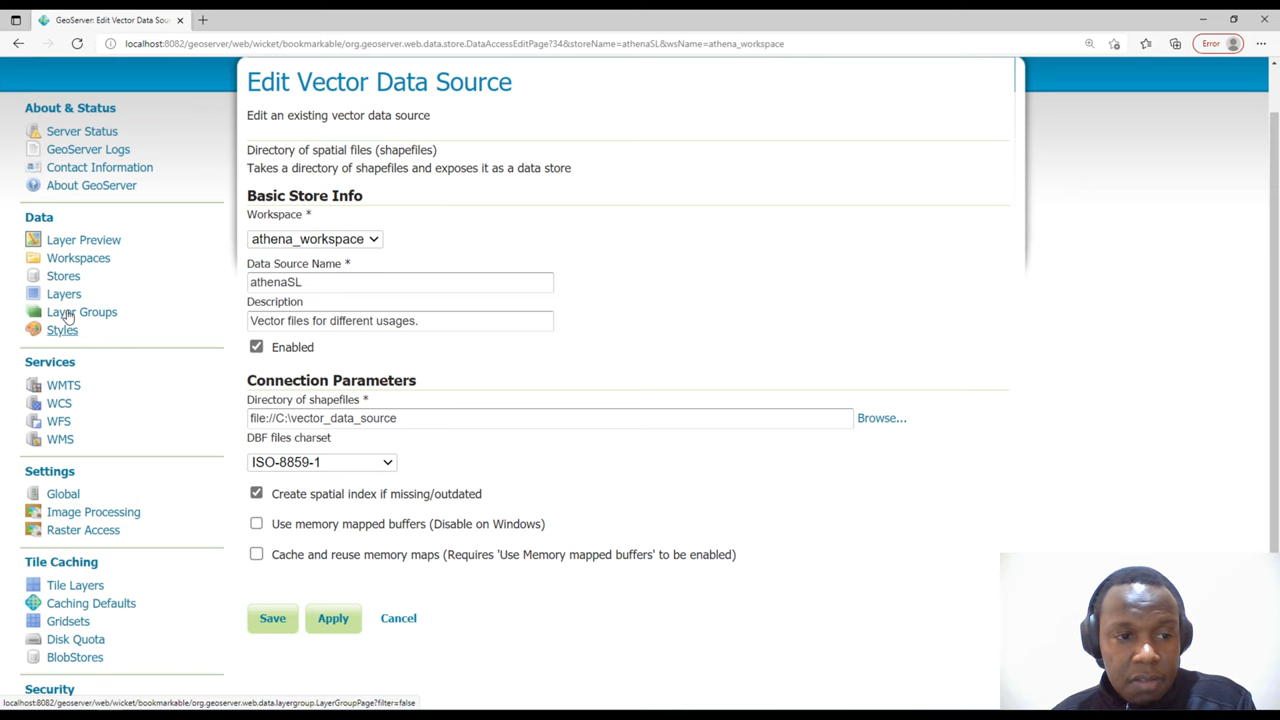 GeoServer: Edit Vector Data Sou
localhost:8082/geoserver/web/wicket/bookmarkable/org.geoserver.web.data.store.DataAccessEditPage?34&storeName=athenaSL&wsName=athena_workspace
Error
About & Status
Server Status
GeoServer Logs
Contact Information
About GeoServer
Data
Layer Preview
Workspaces
Stores
Layers
Layer Groups
Styles
Services
WMTS
WCS
WFS
WMS
Settings
Global
Image Processing
Raster Access
Tile Caching
Tile Layers
Caching Defaults
Gridsets
Disk Quota
BlobStores
Security
Edit Vector Data Source
Edit an existing vector data source
Directory of spatial files (shapefiles)
Takes a directory of shapefiles and exposes it as a data store
Basic Store Info
Workspace *
athena_workspace
Data Source Name *
athenaSL
Description
Vector files for different usages.
Enabled
Connection Parameters
Directory of shapefiles *
file://C:\vector_data_source
Browse...
DBF files charset
ISO-8859-1
Create spatial index if missing/outdated
Use memory mapped buffers (Disable on Windows)
Cache and reuse memory maps (Requires 'Use Memory mapped buffers' to be enabled)
Save Apply Cancel
localhost:8082/geoserver/web/wicket/bookmarkable/org.geoserver.web.data.layergroup.LayerGroupPage?filter=false